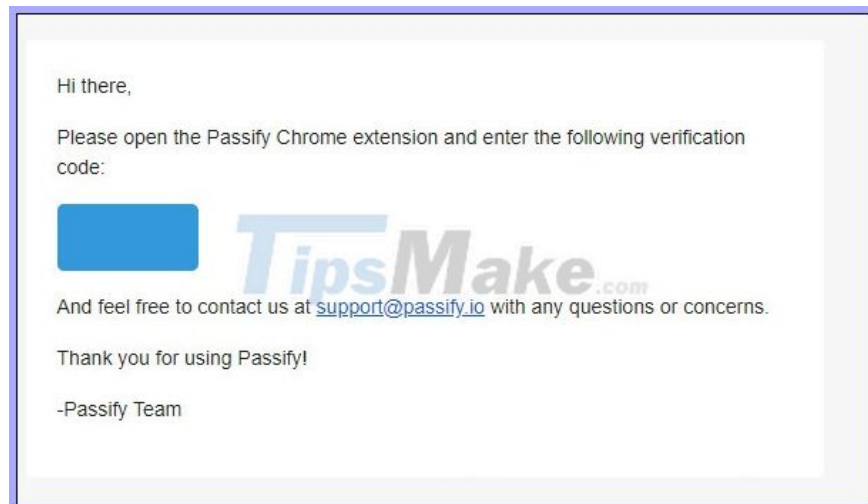 Hi there,
Please open the Passify Chrome extension and enter the following verification
code:
TipsMake.com
And feel free to contact us at support@passify.io with any questions or concerns.
Thank you for using Passify!
-Passify Team